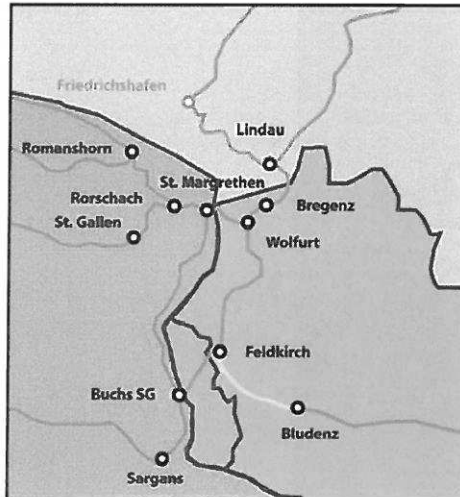 Friedrichshafen
Lindau
Romanshorn
St. Margrethen
Rorschach
Bregenz
St. Gallen
Wolfurt
Feldkirch
Buchs SG
Bludenz
Sargans